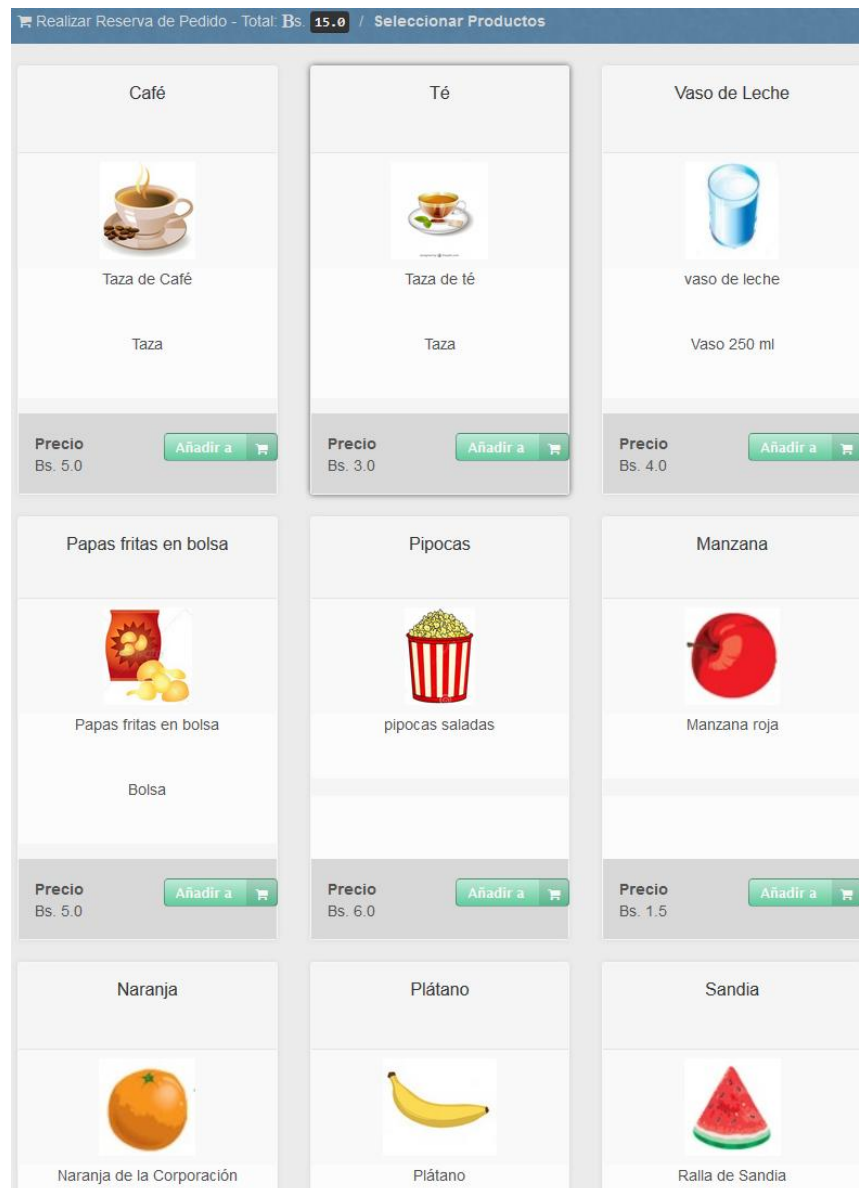 Realizar Reserva de Pedido - Total: Bs. 15.0 / Seleccionar Productos
Café
Té
Vaso de Leche
Taza de Café
Taza de té
vaso de leche
Taza
Taza
Vaso 250 ml
Precio
Bs. 5.0
Añadir a
Precio
Bs. 3.0
Añadir a
Precio
Bs. 4.0
Añadir a
Papas fritas en bolsa
Pipocas
Manzana
Papas fritas en bolsa
pipocas saladas
Manzana roja
Bolsa
Precio
Bs. 5.0
Añadir a
Precio
Bs. 6.0
Añadir a
Precio
Bs. 1.5
Añadir a
Naranja
Plátano
Sandia
Naranja de la Corporación
Plátano
Ralla de Sandia